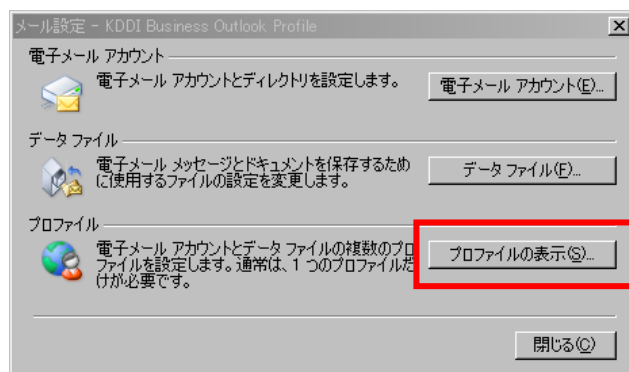 メール設定 - KDDI Business Outlook Profile
電子メール アカウント
電子メール アカウントとディレクトリを設定します。
電子メール アカウント(E)...
データ ファイル
電子メール メッセージとドキュメントを保存するため
に使用するファイルの設定を変更します。
データ ファイル(F)...
プロファイル
電子メール アカウントとデータ ファイルの複数のプロ
ファイルを設定します。通常は、1 つのプロファイルだ
けが必要です。
プロファイルの表示(S)...
閉じる(C)